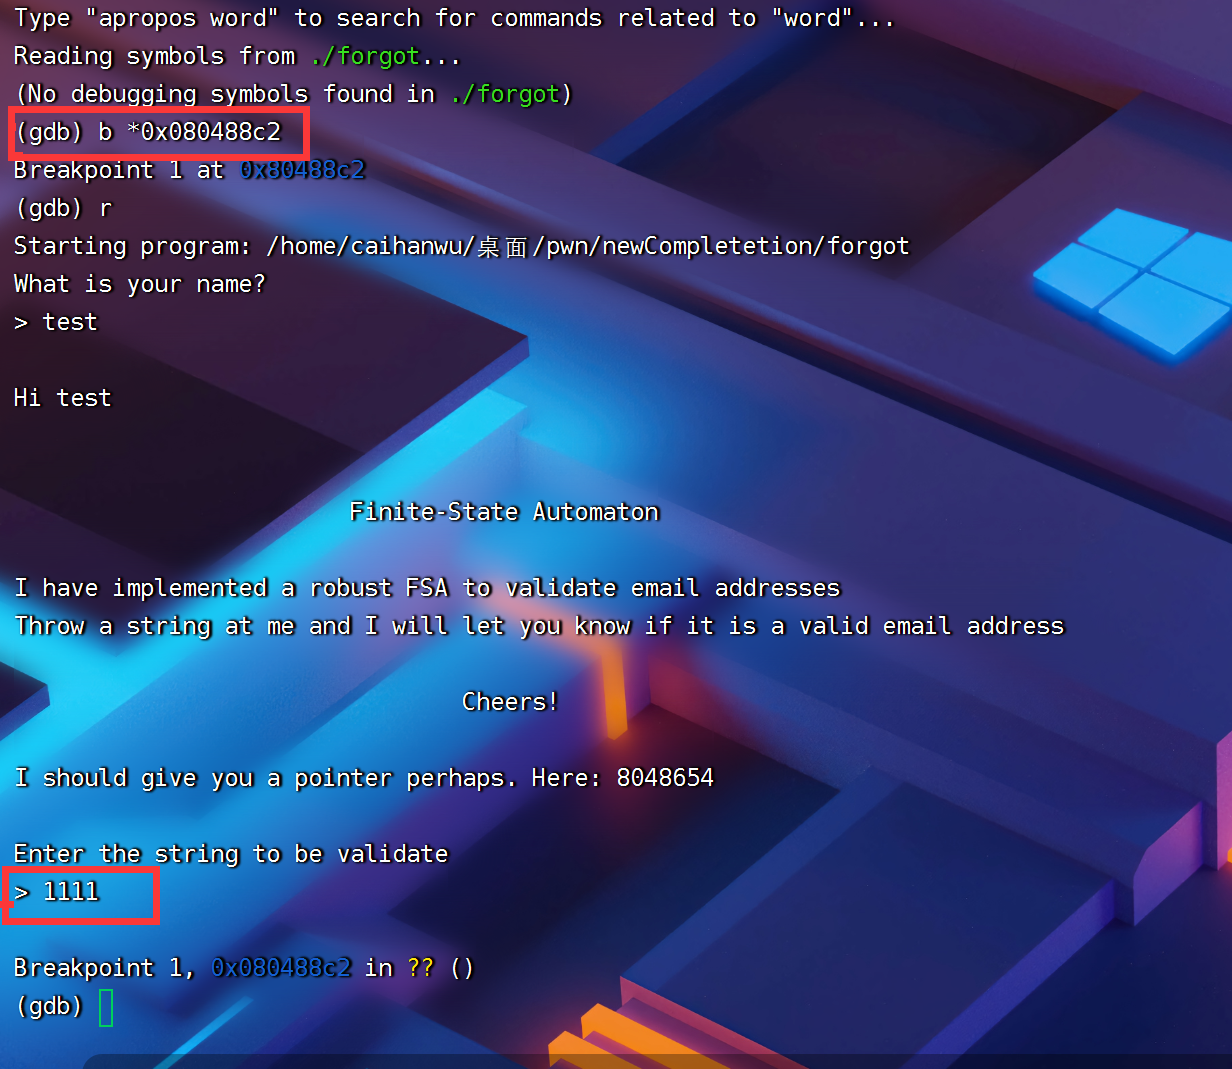 Type "apropos word" to search for commands related to "word"...
Reading symbols from ./forgot...
(No debugging symbols found in ./forgot)
(gdb) b *0x080488c2
Breakpoint 1 at 0x80488c2
(gdb) r
Starting program: /home/caihanwu/桌面/pwn/newCompletetion/forgot
What is your name?
> test
Hi test
Finite-State Automaton
I have implemented a robust FSA to validate email addresses
Throw a string at me and I will let you know if it is a valid email address
Cheers!
I should give you a pointer perhaps. Here: 8048654
Enter the string to be validate
> 1111
Breakpoint 1, 0x080488c2 in ?? ()
(gdb)